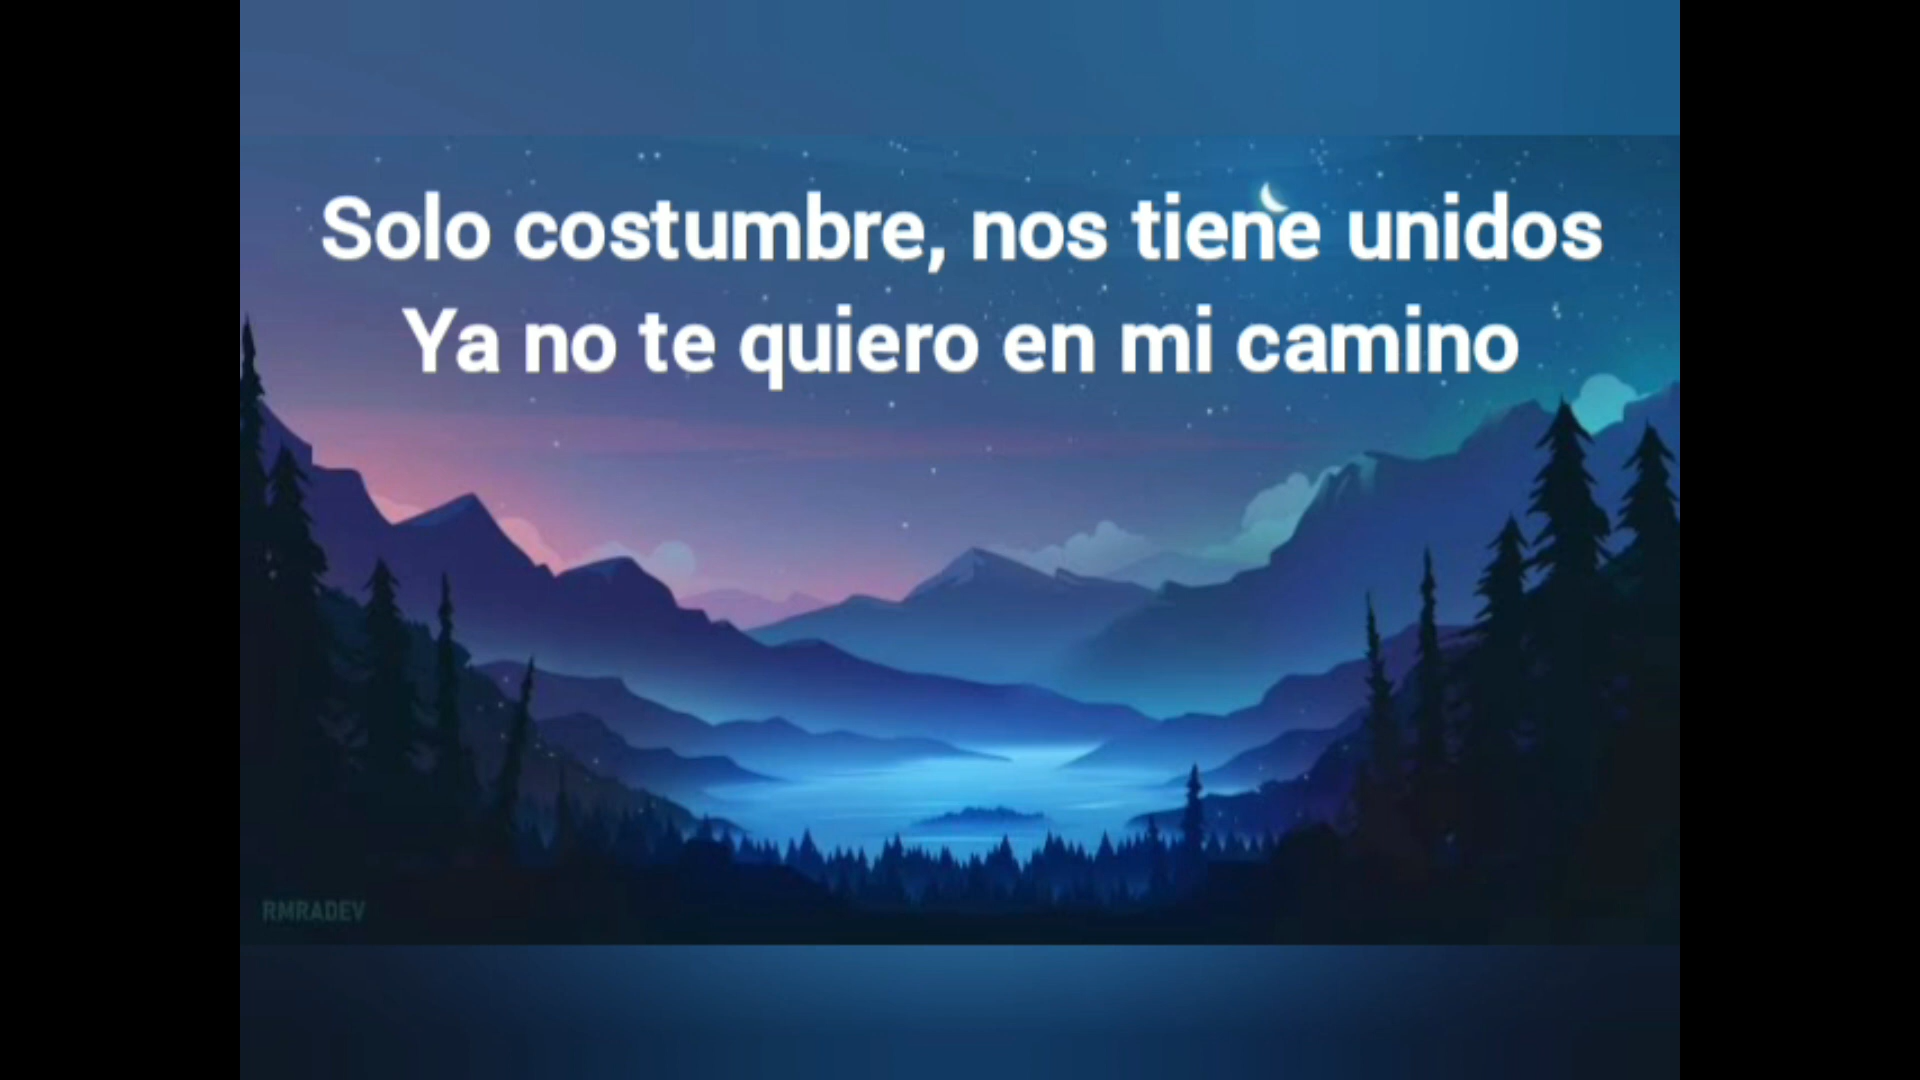 Solo costumbre, nos tiene unidos
Ya no te quiero en mi camino
RMRADEV